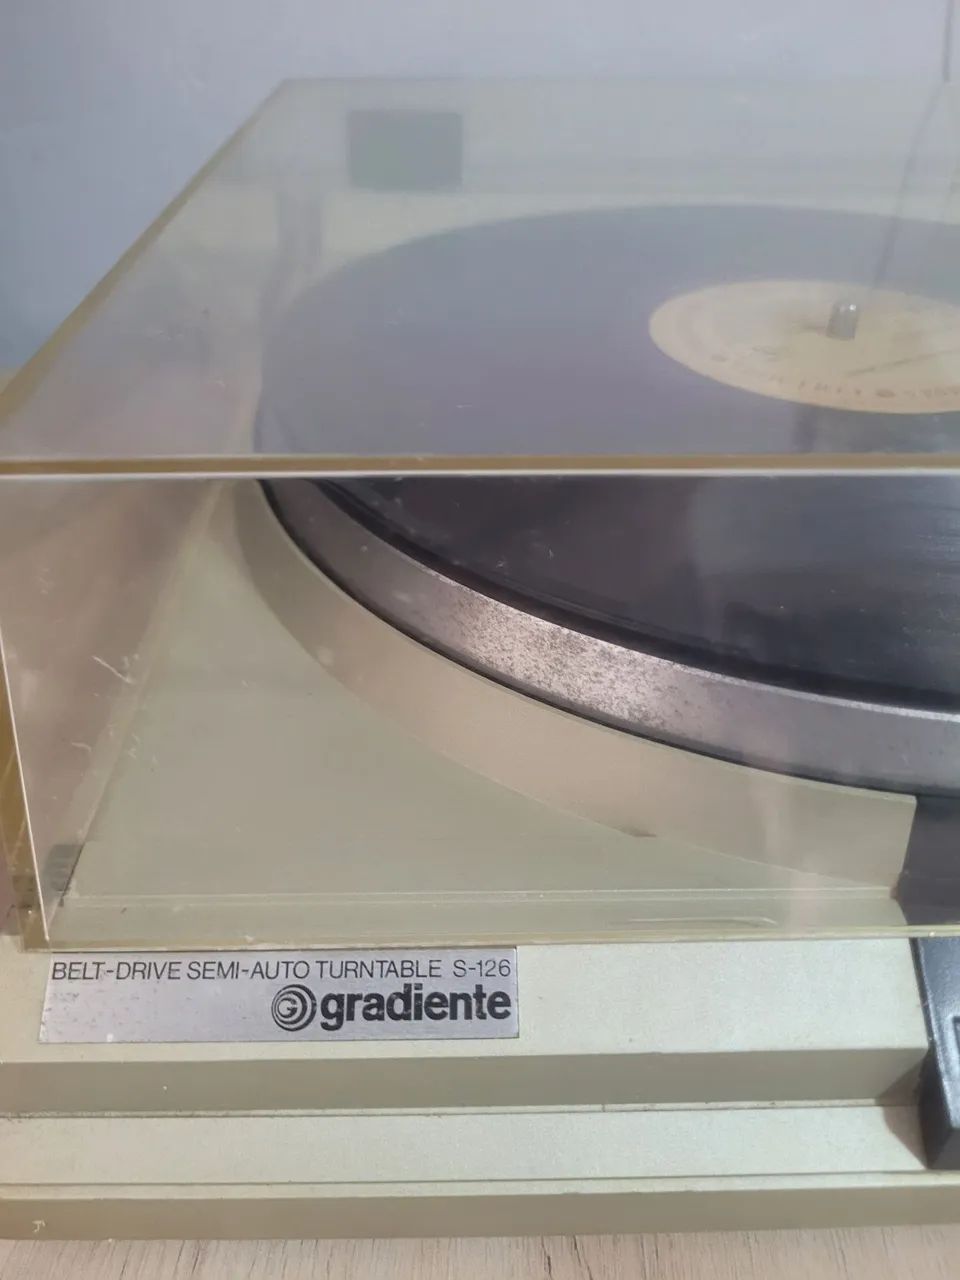 BELT-DRIVE SEMI-AUTO TURNTABLE S-126
gradiente